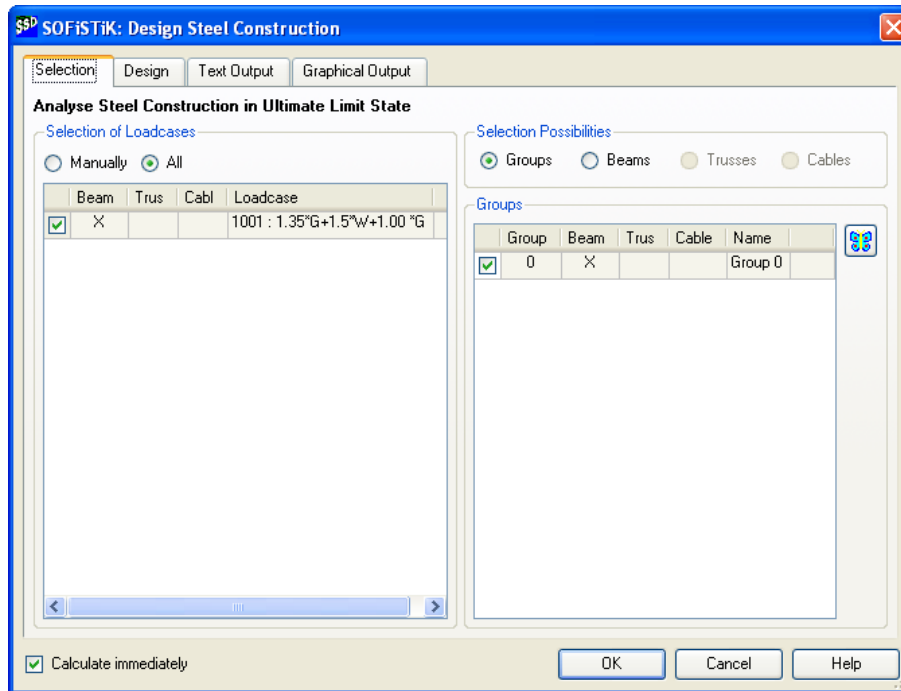 SSD SOFiSTiK: Design Steel Construction
Selection Design Text Output Graphical Output
Analyse Steel Construction in Ultimate Limit State
Selection of Loadcases
Manually All
Beam Trus Cabl Loadcase
X 1001 : 1.35*G+1.5*W+1.00 *G
Selection Possibilities
Groups Beams Trusses Cables
Groups
Group Beam Trus Cable Name
0 X Group 0
Calculate immediately
OK Cancel Help